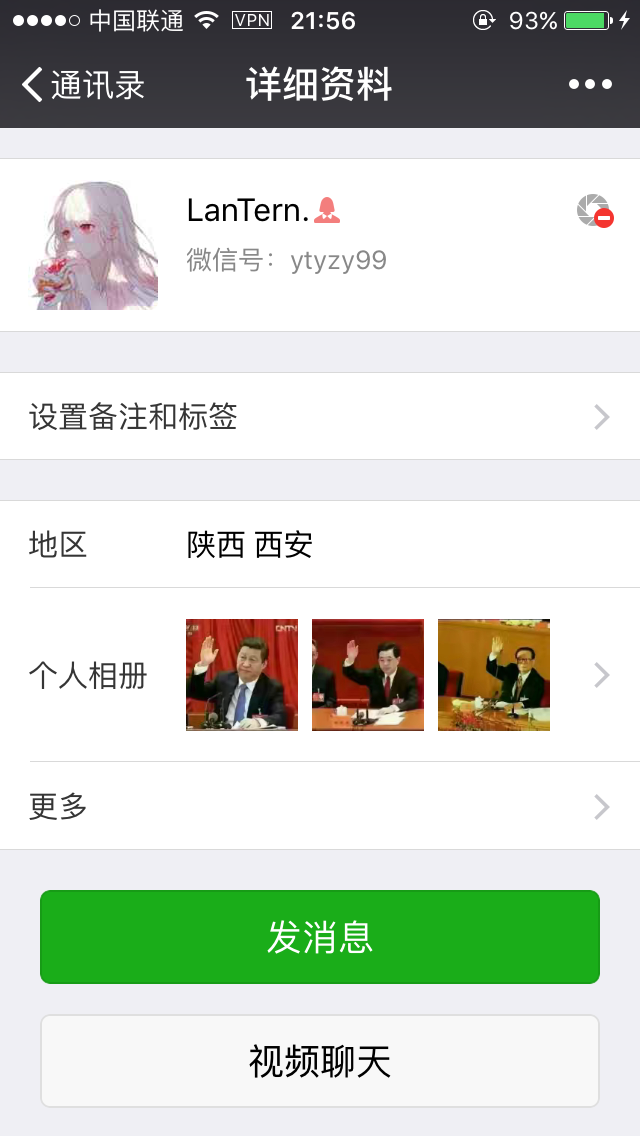 中国联通 VPN 21:56 93%
通讯录 详细资料
LanTern.
微信号：ytyzy99
设置备注和标签
地区 陕西 西安
CNTV
个人相册
更多
发消息
视频聊天